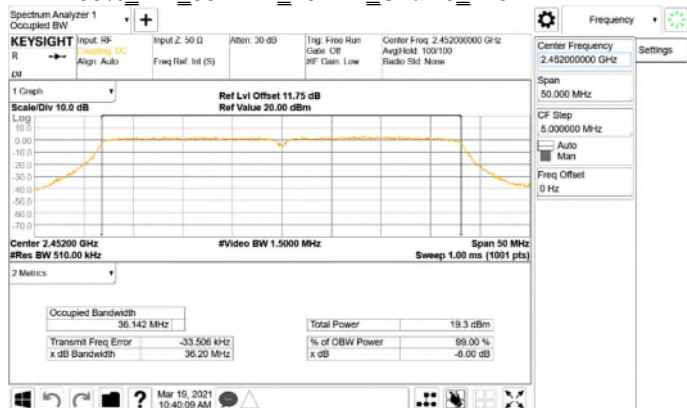 Spectrum Analyzer 1
Occupied BW
Frequency
KEYSIGHT
Input: RF
Input Z: 50 Ω
Atten: 30 dB
Trig: Free Run
Center Freq: 2.452000000 GHz
R
Coupling: DC
Gate: Off
Avg|Hold: 100/100
Align: Auto
Freq Ref: Int (S)
#IF Gain: Low
Radio Std: None
Center Frequency
2.452000000 GHz
Settings
Span
50.000 MHz
CF Step
5.000000 MHz
Auto
Man
Freq Offset
0 Hz
1 Graph
Ref Lvl Offset 11.75 dB
Scale/Div 10.0 dB
Ref Value 20.00 dBm
Log
10.0
0.00
-10.0
-20.0
-30.0
-40.0
-50.0
-60.0
-70.0
Center 2.45200 GHz
#Video BW 1.5000 MHz
Span 50 MHz
#Res BW 510.00 kHz
Sweep 1.00 ms (1001 pts)
2 Metrics
Occupied Bandwidth
36.142 MHz
Total Power
19.3 dBm
Transmit Freq Error
-33.506 kHz
% of OBW Power
99.00 %
x dB Bandwidth
36.20 MHz
x dB
-6.00 dB
Mar 19, 2021
10:40:09 AM